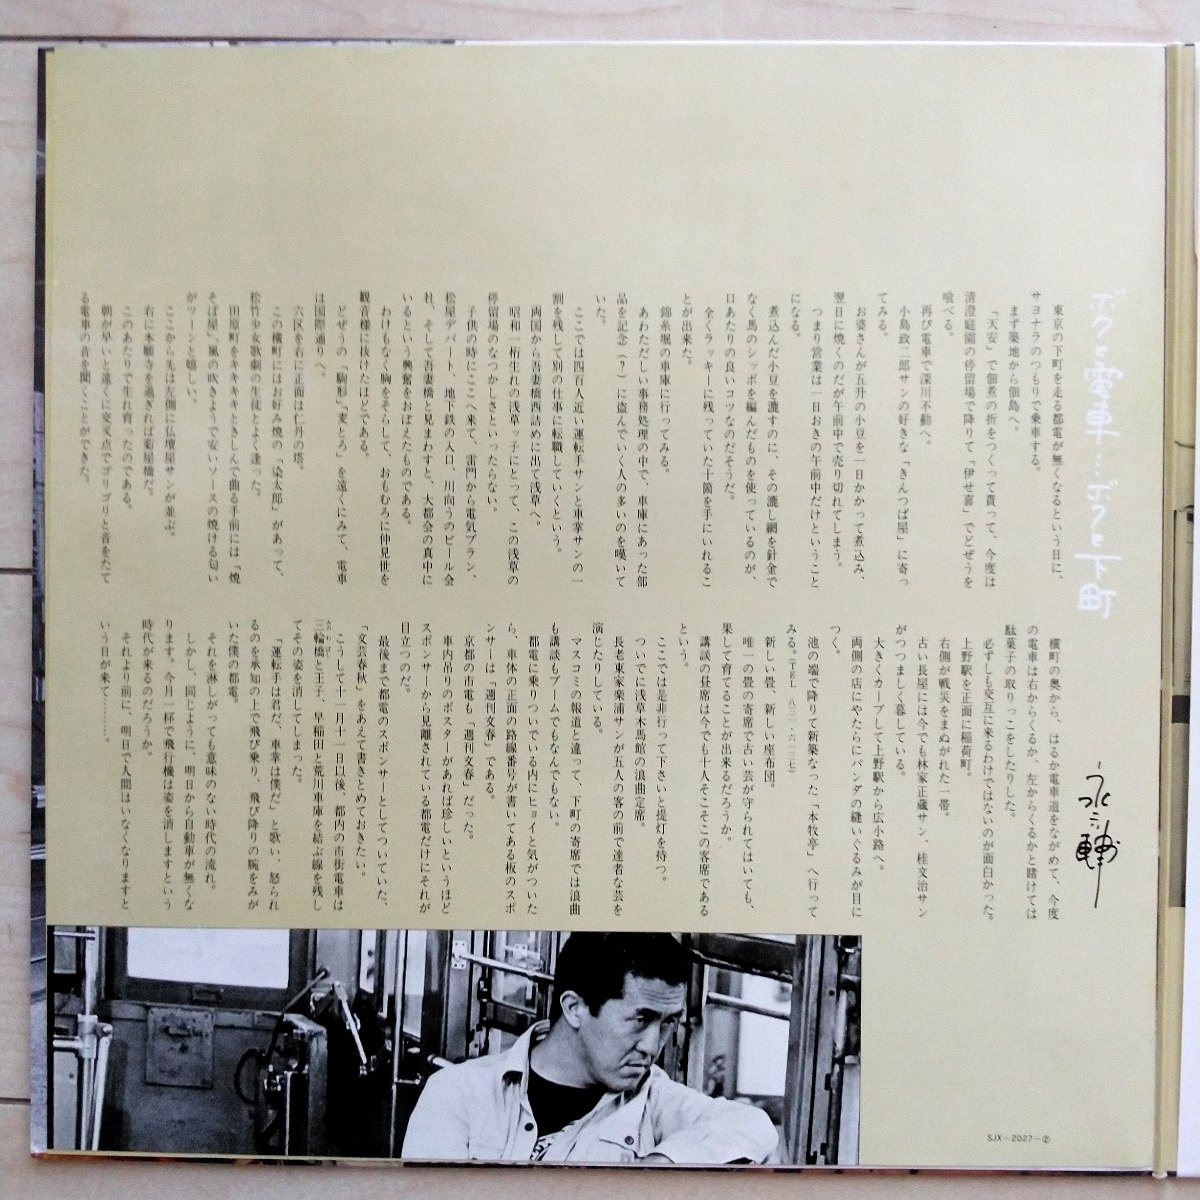 ボクと電車…ボクと下町
永六輔
東京の下町を走る都電が無くなるという日に、
サヨナラのつもりで乗車する。
まず築地から佃島へ。
「天安」で佃煮の折をつくって貰って、今度は
清澄庭園の停留場で降りて「伊せ喜」でどぜうを
喰べる。
再び電車で深川不動へ。
小島政二郎サンの好きな「きんつば屋」に寄っ
てみる。
お婆さんが五升の小豆を一日かかって煮込み、
翌日に焼くのだが午前中で売り切れてしまう。
つまり営業は一日おきの午前中だけということ
になる。
煮込んだ小豆を漉すのに、その漉し網を針金で
なく馬のシッポを編んだものを使っているのが、
口あたりの良いコツなのだそうだ。
全くラッキーに残っていた十箇を手にいれるこ
とが出来た。
錦糸堀の車庫に行ってみる。
あわただしい事務処理の中で、車庫にあった部
品を記念(?)に盗んでいく人の多いのを嘆いて
いた。
ここでは四百人近い運転手サンと車掌サンの一
割を残して別の仕事に転職していくという。
両国から吾妻橋西詰めに出て浅草へ。
昭和一桁生れの浅草ッ子にとって、この浅草の
停留場のなつかしさといったらない。
子供の時にここへ来て、雷門から電気ブラン、
松屋デパート、地下鉄の入口、川向うのビール会
社、そして吾妻橋と見まわすと、大都会の真中に
いるという興奮をおぼえたものである。
わけもなく胸をそらして、おもむろに仲見世を
観音様に抜けたほどである。
どぜうの「駒形」「麦とろ」を遠くにみて、電車
は国際通りへ。
六区を右に正面は仁丹の塔。
この横町にはお好み焼の「染太郎」があって、
松竹少女歌劇の生徒とよく逢った。
田原町をキキキキときしんで曲る手前には「焼
そば屋」、風の吹きようで安いソースの焼ける匂い
がツーンと嬉しい。
ここから先は左側に仏壇屋サンが並ぶ。
右に本願寺を過ぎれば菊屋橋だ。
このあたりで生れ育ったのである。
朝が早いと遠くに交叉点でゴリゴリと音をたて
る電車の音を聞くことができた。
横町の奥から、はるか電車道をながめて、今度
の電車は右からくるか、左からくるかと賭けては
駄菓子の取りっこをしたりした。
必ずしも交互に来るわけではないのが面白かった。
上野駅を正面に稲荷町。
右側が戦災をまぬがれた一帯。
古い長屋には今でも林家正蔵サン、桂文治サン
がつつましく暮している。
大きくカーブして上野駅から広小路へ。
両側の店にやたらにパンダの縫いぐるみが目に
つく。
池の端で降りて新築なった「本牧亭」へ行って
みる。(TEL 八三一・六一三七)
新しい畳、新しい座布団。
唯一の畳の寄席で古い芸が守られてはいても、
果して育てることが出来るだろうか。
講談の昼席は今でも十人そこそこの客席である
という。
ここでは是非行って下さいと提灯を持つ。
ついでに浅草木馬館の浪曲定席。
長老東家楽浦サンが五人の客の前で達者な芸を
演じたりしている。
マスコミの報道と違って、下町の寄席では浪曲
も講談もブームでもなんでもない。
都電に乗りついでいる内にヒョイと気がついた
ら、車体の正面の路線番号が書いてある板のスポ
ンサーは「週刊文春」である。
京都の市電も「週刊文春」だった。
車内吊りのポスターがあれば珍しいというほど
スポンサーから見離されている都電だけにそれが
目立つのだ。
最後まで都電のスポンサーとしてついていた、
「文芸春秋」をあえて書きとめておきたい。
こうして十一月十一日以後、都内の市街電車は
三輪橋と王子、早稲田と荒川車庫を結ぶ線を残し
てその姿を消してしまった。
「運転手は君だ、車掌は僕だ」と歌い、怒られ
るのを承知の上で飛び乗り、飛び降りの腕をみが
いた僕の都電。
それを淋しがっても意味のない時代の流れ。
しかし、同じように、明日から自動車が無くな
ります。今月一杯で飛行機は姿を消しますという
時代が来るのだろうか。
それより前に、明日で人間はいなくなりますと
いう日が来て………。
SJX-2027-②